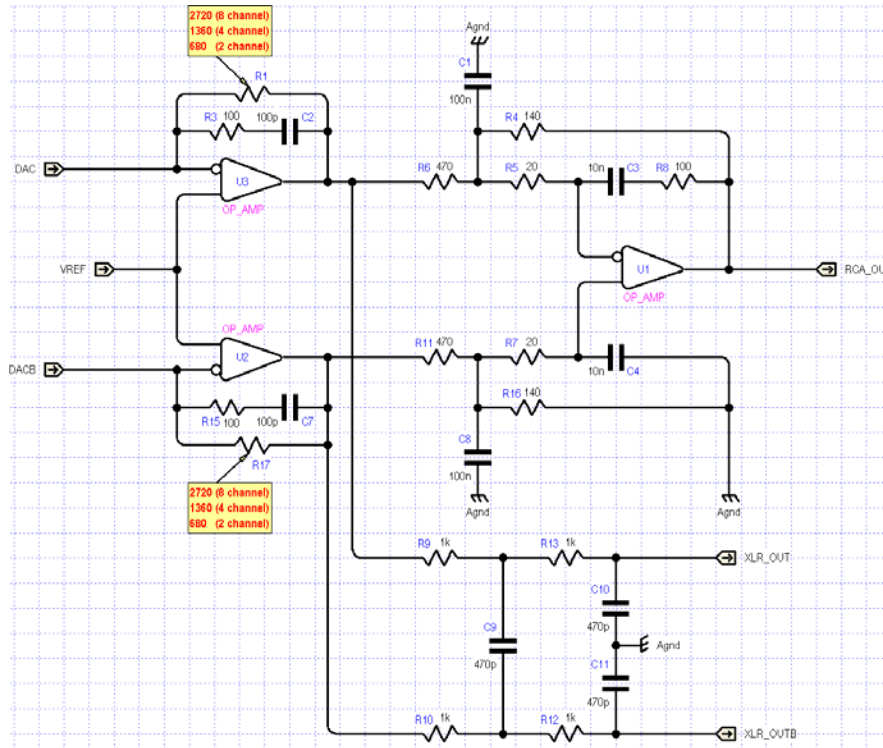 2720 (8 channel)
1360 (4 channel)
680 (2 channel)
Agnd
R1
C1
100n
R3 100
100p C2
R4 140
DAC
U3
OP_AMP
R6 470
R5 20
10n C3
R8 100
VREF
U1
OP_AMP
RCA_OU
OP_AMP
U2
DACB
R11 470
R7 20
10n C4
R15 100
100p C7
R16 140
R17
C8
100n
2720 (8 channel)
1360 (4 channel)
680 (2 channel)
Agnd
Agnd
R9 1k
R13 1k
XLR_OUT
C10
470p
C9
470p
Agnd
C11
470p
R10 1k
R12 1k
XLR_OUTB